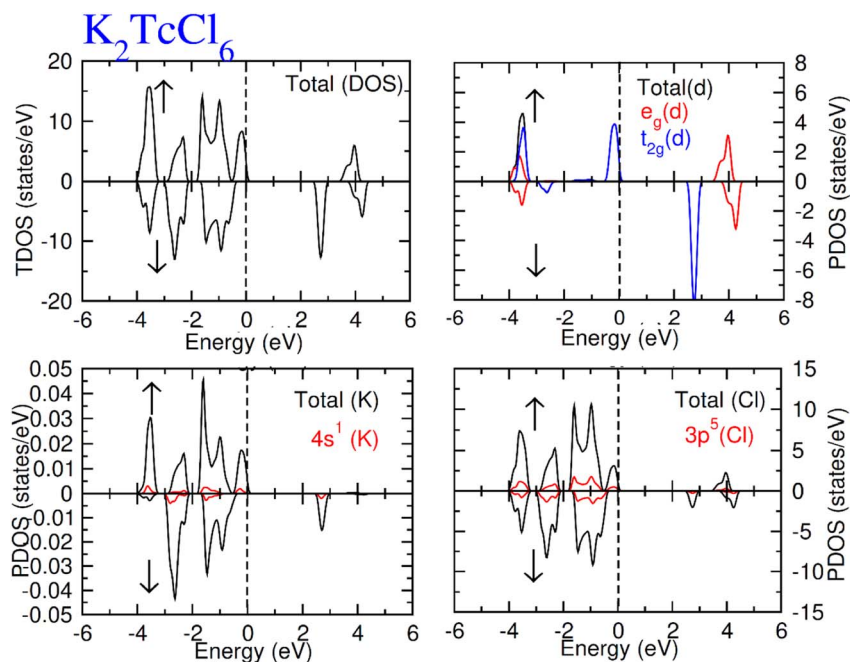 K₂TcCl₆
20
10
0
-10
-20
TDOS (states/eV)
Total (DOS)
-6 -4 -2 0 2 4 6
Energy (eV)
8
6
4
2
0
-2
-4
-6
-8
PDOS (states/eV)
Total(d)
e_g(d)
t_2g(d)
-6 -4 -2 0 2 4 6
Energy (eV)
0.05
0.04
0.03
0.02
0.01
0
-0.01
-0.02
-0.03
-0.04
-0.05
PDOS (states/eV)
Total (K)
4s¹ (K)
-6 -4 -2 0 2 4 6
Energy (eV)
15
10
5
0
-5
-10
-15
PDOS (states/eV)
Total (Cl)
3p⁵(Cl)
-6 -4 -2 0 2 4 6
Energy (eV)